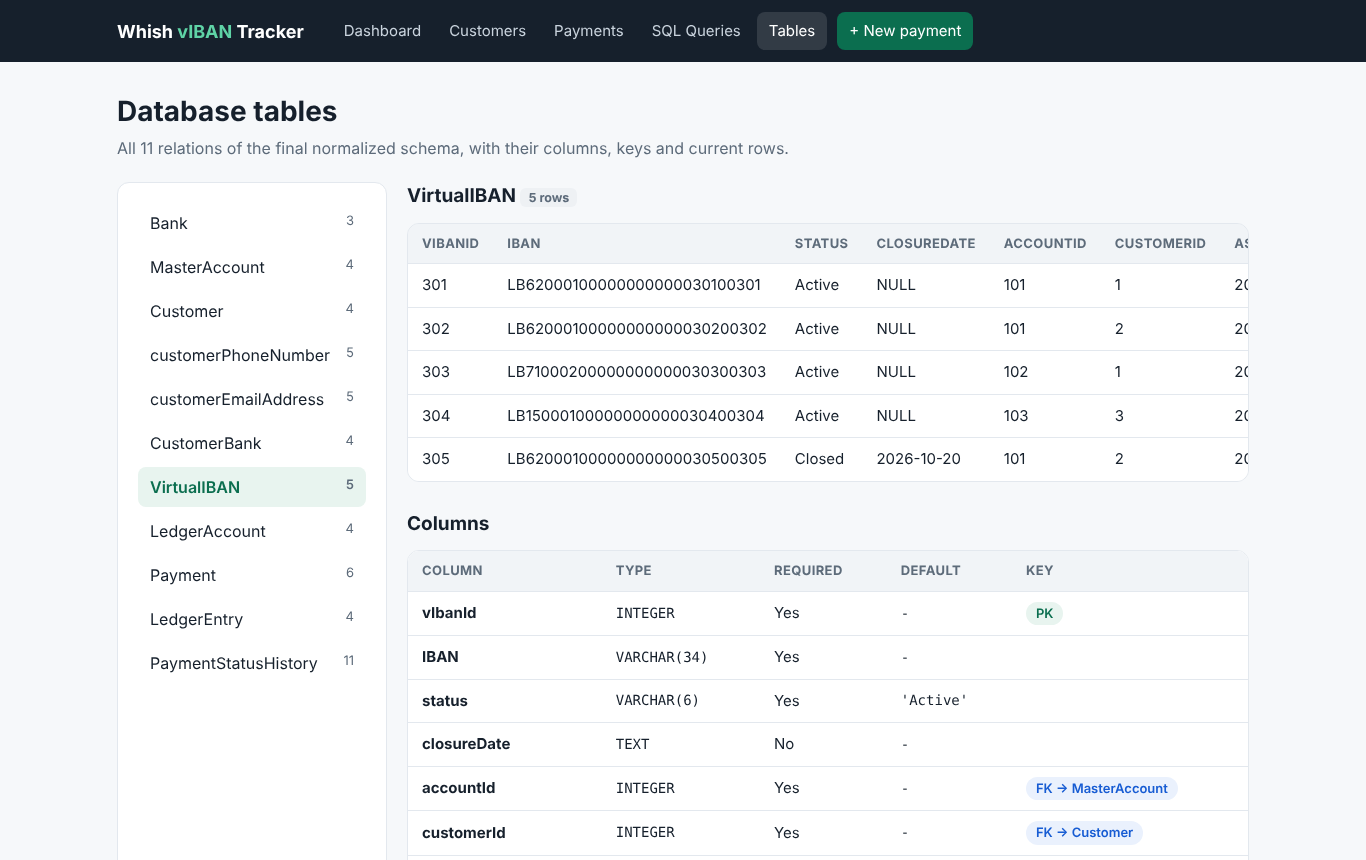 Whish vIBAN Tracker Dashboard Customers Payments SQL Queries Tables + New payment
Database tables
All 11 relations of the final normalized schema, with their columns, keys and current rows.
Bank 3
MasterAccount 4
Customer 4
customerPhoneNumber 5
customerEmailAddress 5
CustomerBank 4
VirtualIBAN 5
LedgerAccount 4
Payment 6
LedgerEntry 4
PaymentStatusHistory 11
VirtualIBAN 5 rows
VIBANID IBAN STATUS CLOSUREDATE ACCOUNTID CUSTOMERID
301 LB62000100000000000030100301 Active NULL 101 1
302 LB62000100000000000030200302 Active NULL 101 2
303 LB71000200000000000030300303 Active NULL 102 1
304 LB15000100000000000030400304 Active NULL 103 3
305 LB62000100000000000030500305 Closed 2026-10-20 101 2
Columns
COLUMN TYPE REQUIRED DEFAULT KEY
vIbanId INTEGER Yes - PK
IBAN VARCHAR(34) Yes -
status VARCHAR(6) Yes 'Active'
closureDate TEXT No -
accountId INTEGER Yes - FK → MasterAccount
customerId INTEGER Yes - FK → Customer